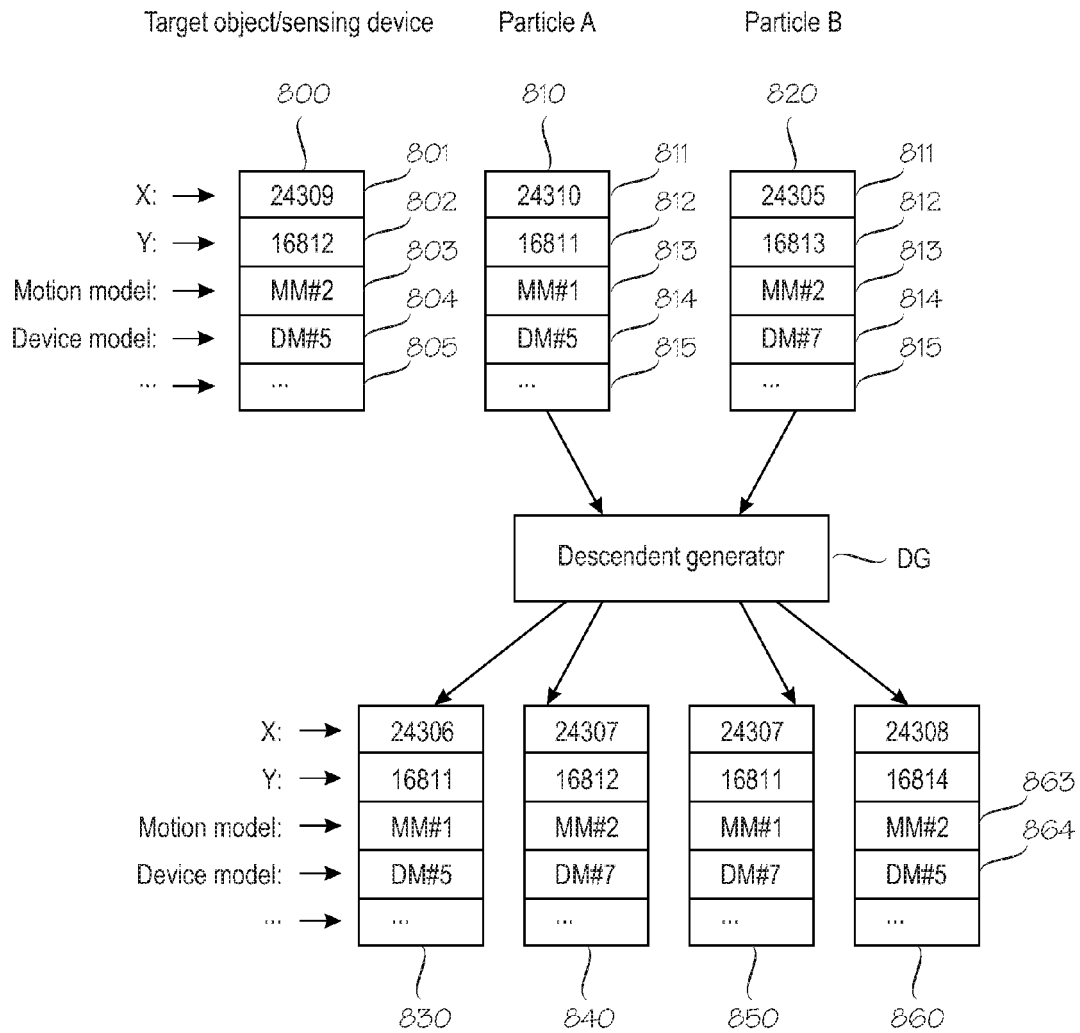 Target object/sensing device Particle A Particle B
800 810 820
801 811 811
X: 24309 24310 24305
802 812 812
Y: 16812 16811 16813
803 813 813
Motion model: MM#2 MM#1 MM#2
804 814 814
Device model: DM#5 DM#5 DM#7
805 815 815
... ... ... ...
Descendent generator DG
X: 24306 24307 24307 24308
Y: 16811 16812 16811 16814
863
Motion model: MM#1 MM#2 MM#1 MM#2
864
Device model: DM#5 DM#7 DM#7 DM#5
... ... ... ... ...
830 840 850 860